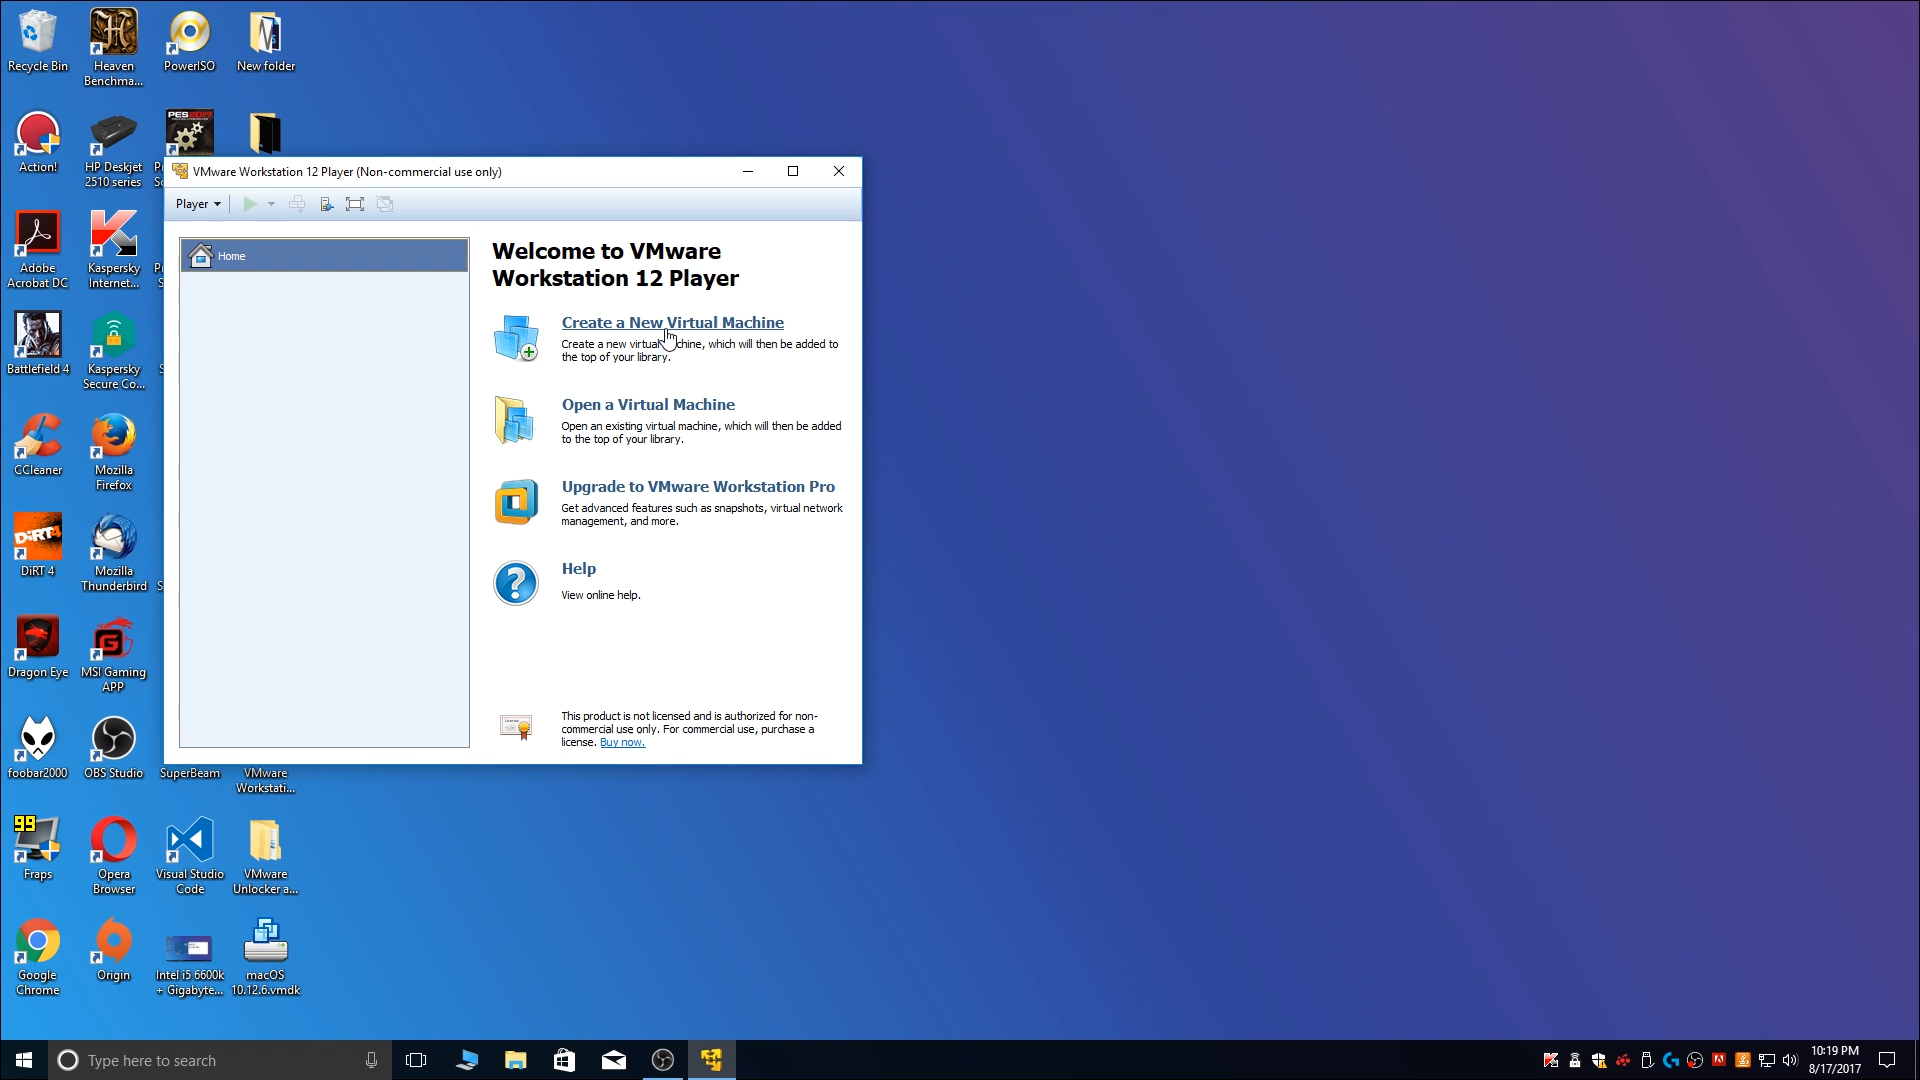 Recycle Bin
Heaven
Benchma...
PowerISO
New folder
Action!
HP Deskjet
2510 series
PES2017
VMware Workstation 12 Player (Non-commercial use only)
Player
Home
Welcome to VMware
Workstation 12 Player
Create a New Virtual Machine
Create a new virtual machine, which will then be added to
the top of your library.
Open a Virtual Machine
Open an existing virtual machine, which will then be added
to the top of your library.
Upgrade to VMware Workstation Pro
Get advanced features such as snapshots, virtual network
management, and more.
Help
View online help.
This product is not licensed and is authorized for non-
commercial use only. For commercial use, purchase a
license. Buy now.
Adobe
Acrobat DC
Kaspersky
Internet...
Battlefield 4
Kaspersky
Secure Co...
CCleaner
Mozilla
Firefox
DiRT 4
DiRT4
Mozilla
Thunderbird
Dragon Eye
MSI Gaming
APP
foobar2000
OBS Studio
SuperBeam
VMware
Workstati...
99
Fraps
Opera
Browser
Visual Studio
Code
VMware
Unlocker a...
Google
Chrome
Origin
Intel i5 6600k
+ Gigabyte...
macOS
10.12.6.vmdk
Type here to search
10:19 PM
8/17/2017